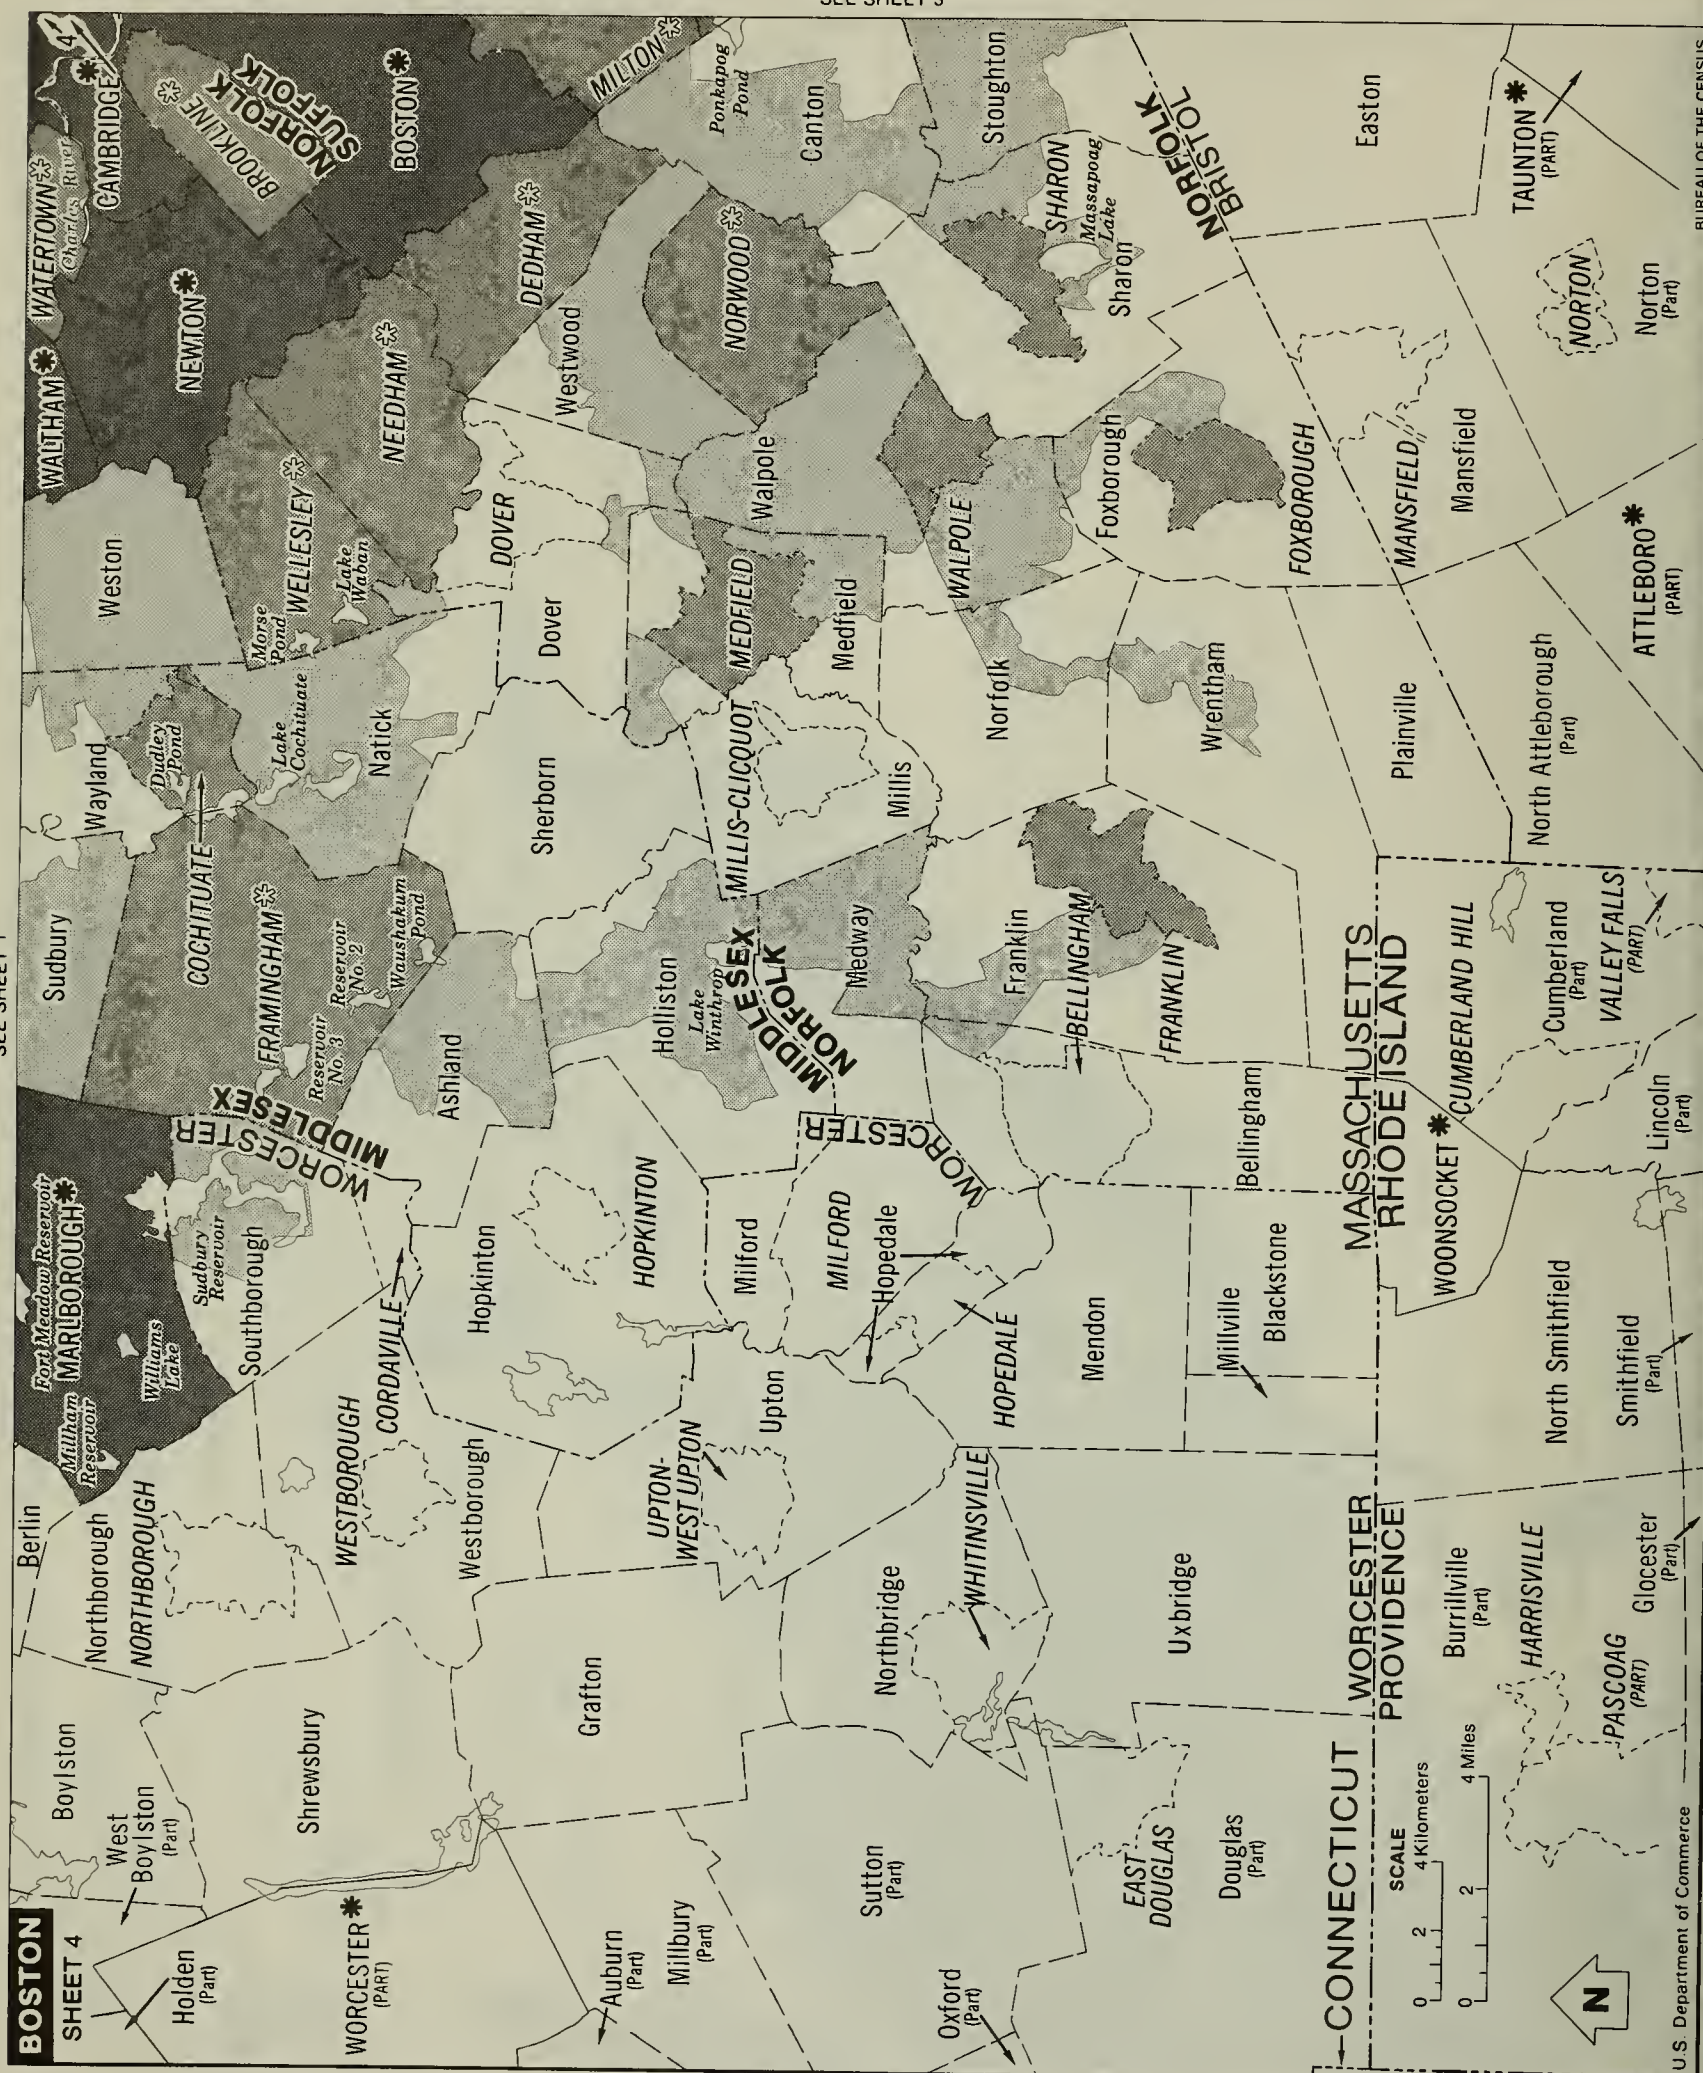 BOSTON
SHEET 4
Holden
(Part)
WORCESTER
(PART)
Auburn
(Part)
Millbury
(Part)
Oxford
(Part)
West
Boylston
(Part)
Boylston
Shrewsbury
Grafton
Sutton
(Part)
EAST
DOUGLAS
Douglas
(Part)
Berlin
Northborough
NORTHBOROUGH
WESTBOROUGH
Westborough
UPTON-
WEST UPTON
Upton
Northbridge
WHITINSVILLE
Uxbridge
Fort Meadow Reservoir
MARLBOROUGH
Millham
Reservoir
Williams
Lake
Sudbury
Reservoir
Southborough
CORDAVILLE
WORCESTER
MIDDLESEX
Hopkinton
HOPKINTON
Milford
MILFORD
Hopedale
HOPEDALE
WORCESTER
Mendon
Millville
Blackstone
Sudbury
COCHITUATE
FRAMINGHAM
Reservoir
No. 3
Reservoir
No. 2
Waushakum
Pond
Ashland
Holliston
Lake
Winthrop
MIDDLESEX
NORFOLK
Medway
Franklin
BELLINGHAM
FRANKLIN
Bellingham
Wayland
Dudley
Pond
Lake
Cochituate
Natick
Sherborn
MILLIS-CLICQUOT
Millis
Norfolk
Wrentham
Plainville
Weston
Morse
Pond
WELLESLEY
Lake
Waban
DOVER
Dover
MEDFIELD
Medfield
WALPOLE
Walpole
Foxborough
FOXBOROUGH
MANSFIELD
Mansfield
WALTHAM
WATERTOWN
Charles River
NEWTON
CAMBRIDGE
4
BROOKLINE
NORFOLK
SUFFOLK
BOSTON
MILTON
NEEDHAM
DEDHAM
Westwood
NORWOOD
Ponkapog
Pond
Canton
Stoughton
SHARON
Massapoag
Lake
Sharon
NORFOLK
BRISTOL
Easton
TAUNTON
(PART)
NORTON
Norton
(Part)
ATTLEBORO
(PART)
North Attleborough
(Part)
MASSACHUSETTS
RHODE ISLAND
WOONSOCKET
CUMBERLAND HILL
Cumberland
(Part)
VALLEY FALLS
(PART)
Lincoln
(Part)
North Smithfield
Smithfield
(Part)
WORCESTER
PROVIDENCE
Burrillville
(Part)
HARRISVILLE
Glocester
(Part)
PASCOAG
(PART)
CONNECTICUT
SCALE
0 2 4 Kilometers
0 2 4 Miles
N
U.S. Department of Commerce